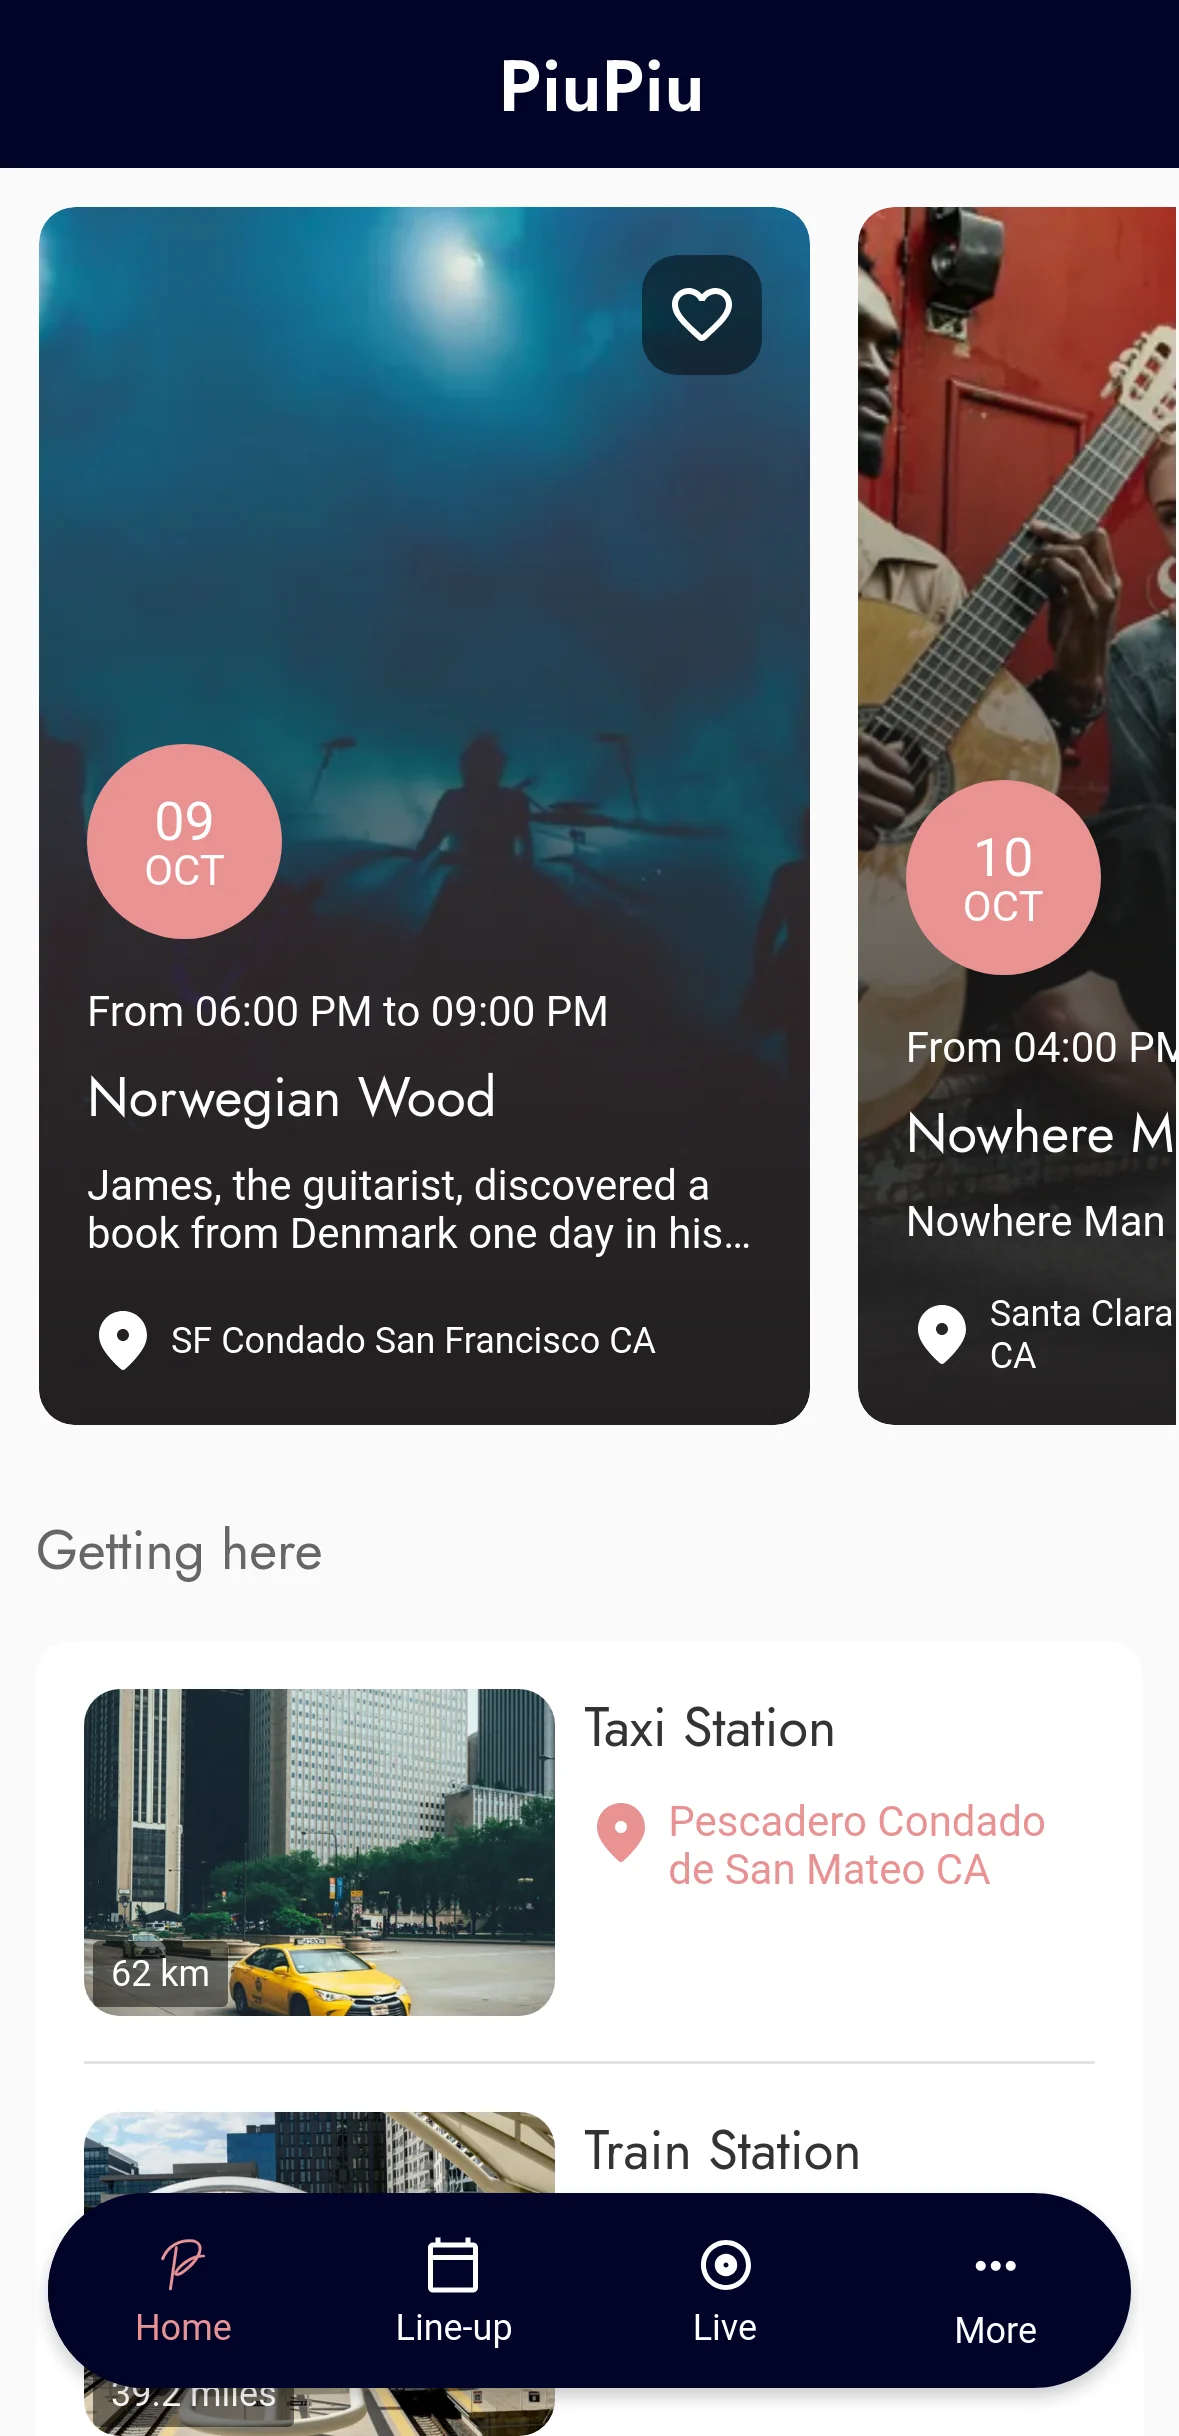 PiuPiu
09
OCT
From 06:00 PM to 09:00 PM
Norwegian Wood
James, the guitarist, discovered a
book from Denmark one day in his...
SF Condado San Francisco CA
10
OCT
From 04:00 PM
Nowhere M
Nowhere Man
Santa Clara
CA
Getting here
Taxi Station
Pescadero Condado
de San Mateo CA
62 km
Train Station
39.2 miles
Home
Line-up
Live
More